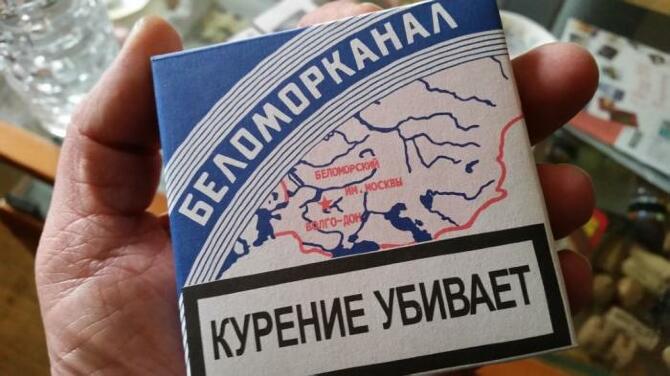 БЕЛОМОРКАНАЛ
БЕЛОМОРСКИЙ
ИМ. МОСКВЫ
ВОЛГО-ДОН
КУРЕНИЕ УБИВАЕТ